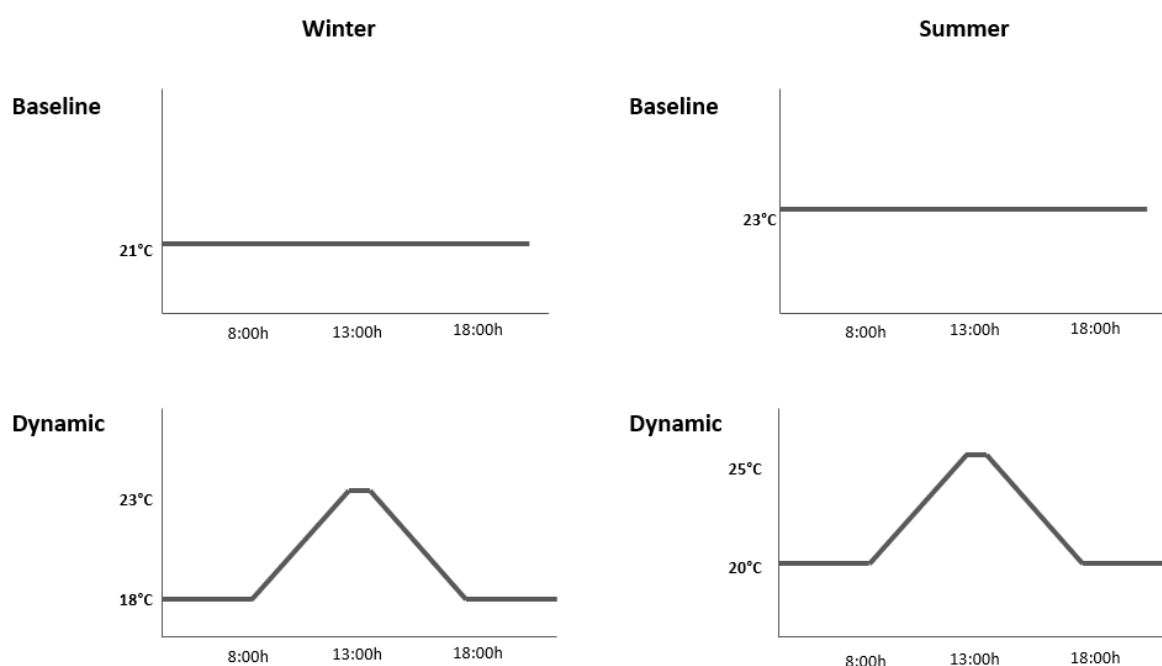 Winter
Summer
Baseline
21°C
8:00h 13:00h 18:00h
Baseline
23°C
8:00h 13:00h 18:00h
Dynamic
23°C
18°C
8:00h 13:00h 18:00h
Dynamic
25°C
20°C
8:00h 13:00h 18:00h